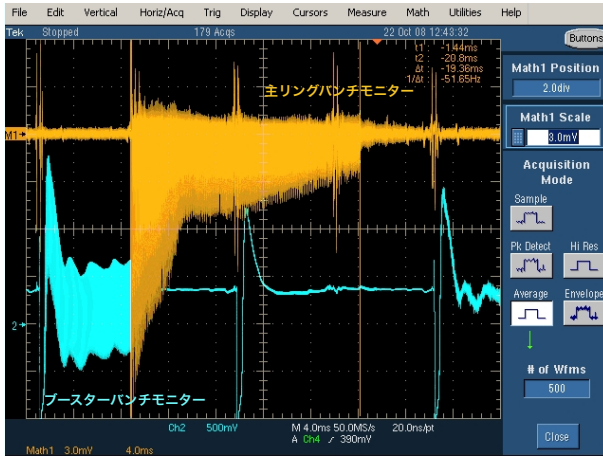 File Edit Vertical Horiz/Acq Trig Display Cursors Measure Math Utilities Help
Tek Stopped 179 Acqs 22 Oct 08 12:43:32
Buttons
t1 : -1.44ms
t2 : -20.8ms
Δt : -19.36ms
1/Δt : -51.65Hz
主リングバンチモニター
M1
2
ブースターバンチモニター
Ch2 500mV M 4.0ms 50.0MS/s 20.0ns/pt
A Ch4 / 390mV
Math1 3.0mV 4.0ms
Math1 Position
2.0div
Math1 Scale
3.0mV
Acquisition
Mode
Sample
Pk Detect Hi Res
Average Envelope
# of Wfms
500
Close